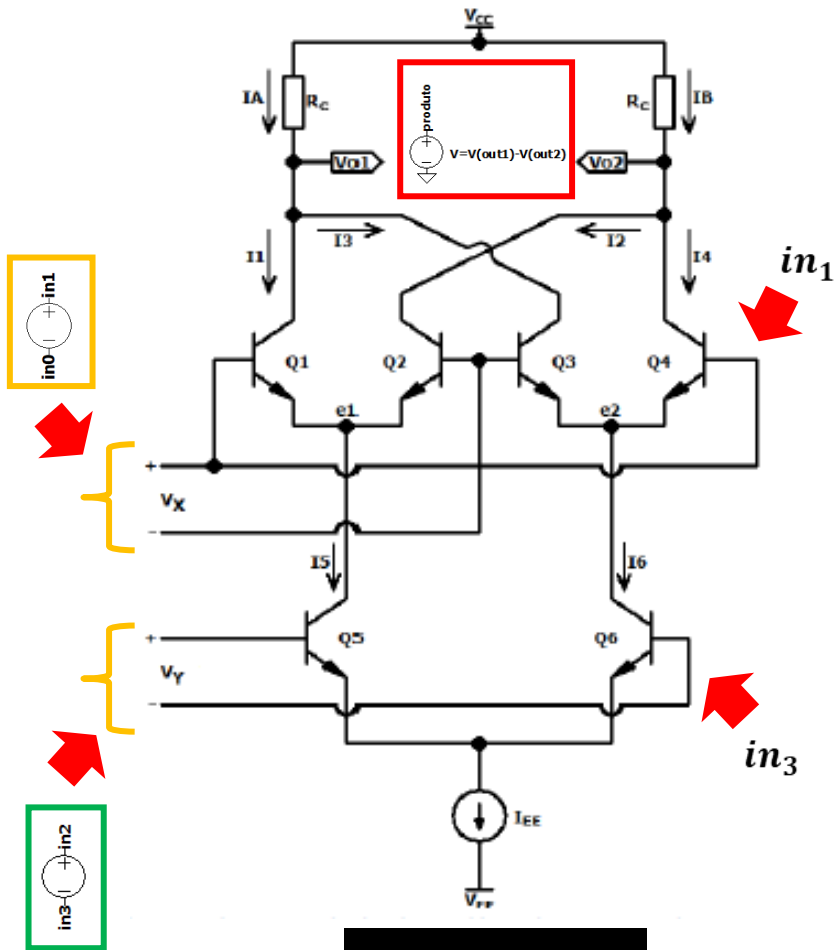 VCC
IA
RC
RC
IB
produto
V=V(out1)-V(out2)
Vo1
Vo2
I3
I2
I1
I4
in1
in1
in0
Q1
Q2
Q3
Q4
e1
e2
+
VX
−
I5
I6
+
Q5
Q6
VY
−
in3
in2
in3
IEE